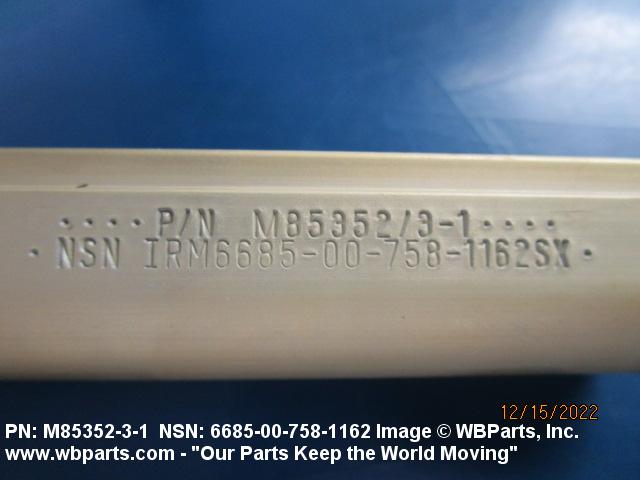 ····P/N M85352/3-1····
·NSN IRM6685-00-758-1162SX·
12/15/2022
PN: M85352-3-1 NSN: 6685-00-758-1162 Image © WBParts, Inc.
www.wbparts.com - "Our Parts Keep the World Moving"